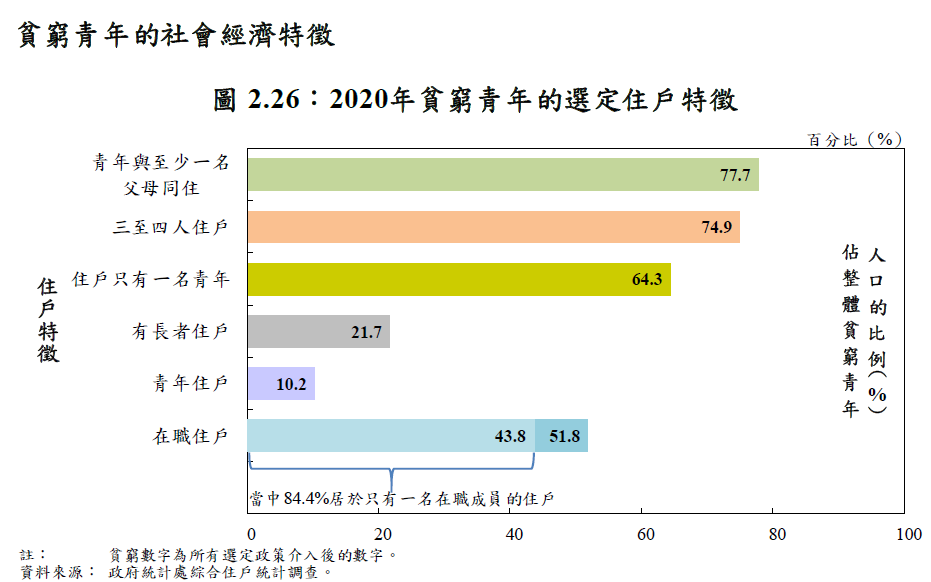 貧窮青年的社會經濟特徵
圖 2.26：2020年貧窮青年的選定住戶特徵
百分比（%）
青年與至少一名
父母同住
77.7
三至四人住戶
74.9
住戶只有一名青年
64.3
有長者住戶
21.7
青年住戶
10.2
在職住戶
43.8
51.8
住戶特徵
佔整體貧窮青年
人口的比例(%)
當中84.4%居於只有一名在職成員的住戶
0 20 40 60 80 100
註： 貧窮數字為所有選定政策介入後的數字。
資料來源： 政府統計處綜合住戶統計調查。